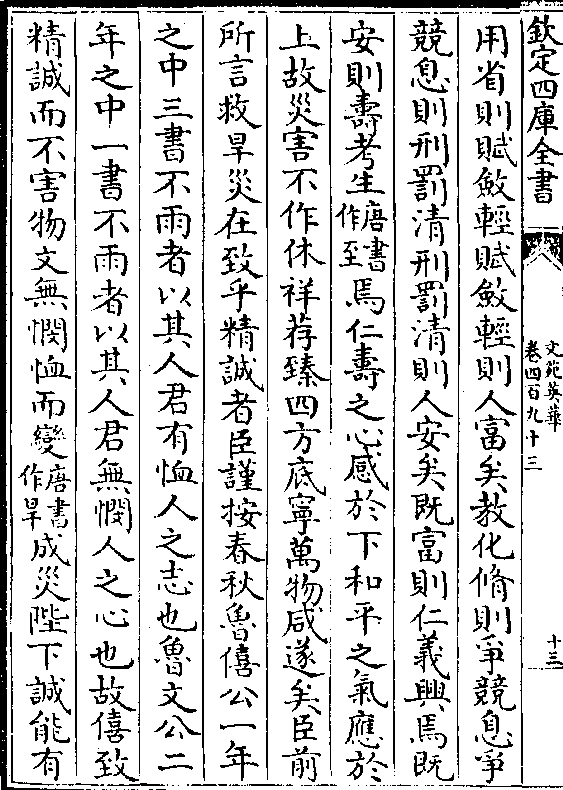 欽定四庫全書
文苑英華
卷四百九十三
十三
用省則賦斂輕賦斂輕則人富矣教化脩則爭競息爭
競息則刑罰清刑罰清則人安矣既富則仁義興焉既
安則壽考生唐書作至焉仁壽之心感於下和平之氣應於
上故災害不作休祥荐臻四方底寧萬物咸遂矣臣前
所言救旱災在致乎精誠者臣謹按春秋魯僖公一年
之中三書不雨者以其人君有恤人之志也魯文公二
年之中一書不雨者以其人君無憫人之心也故僖致
精誠而不害物文無憫恤而變唐書作旱成災陛下誠能有